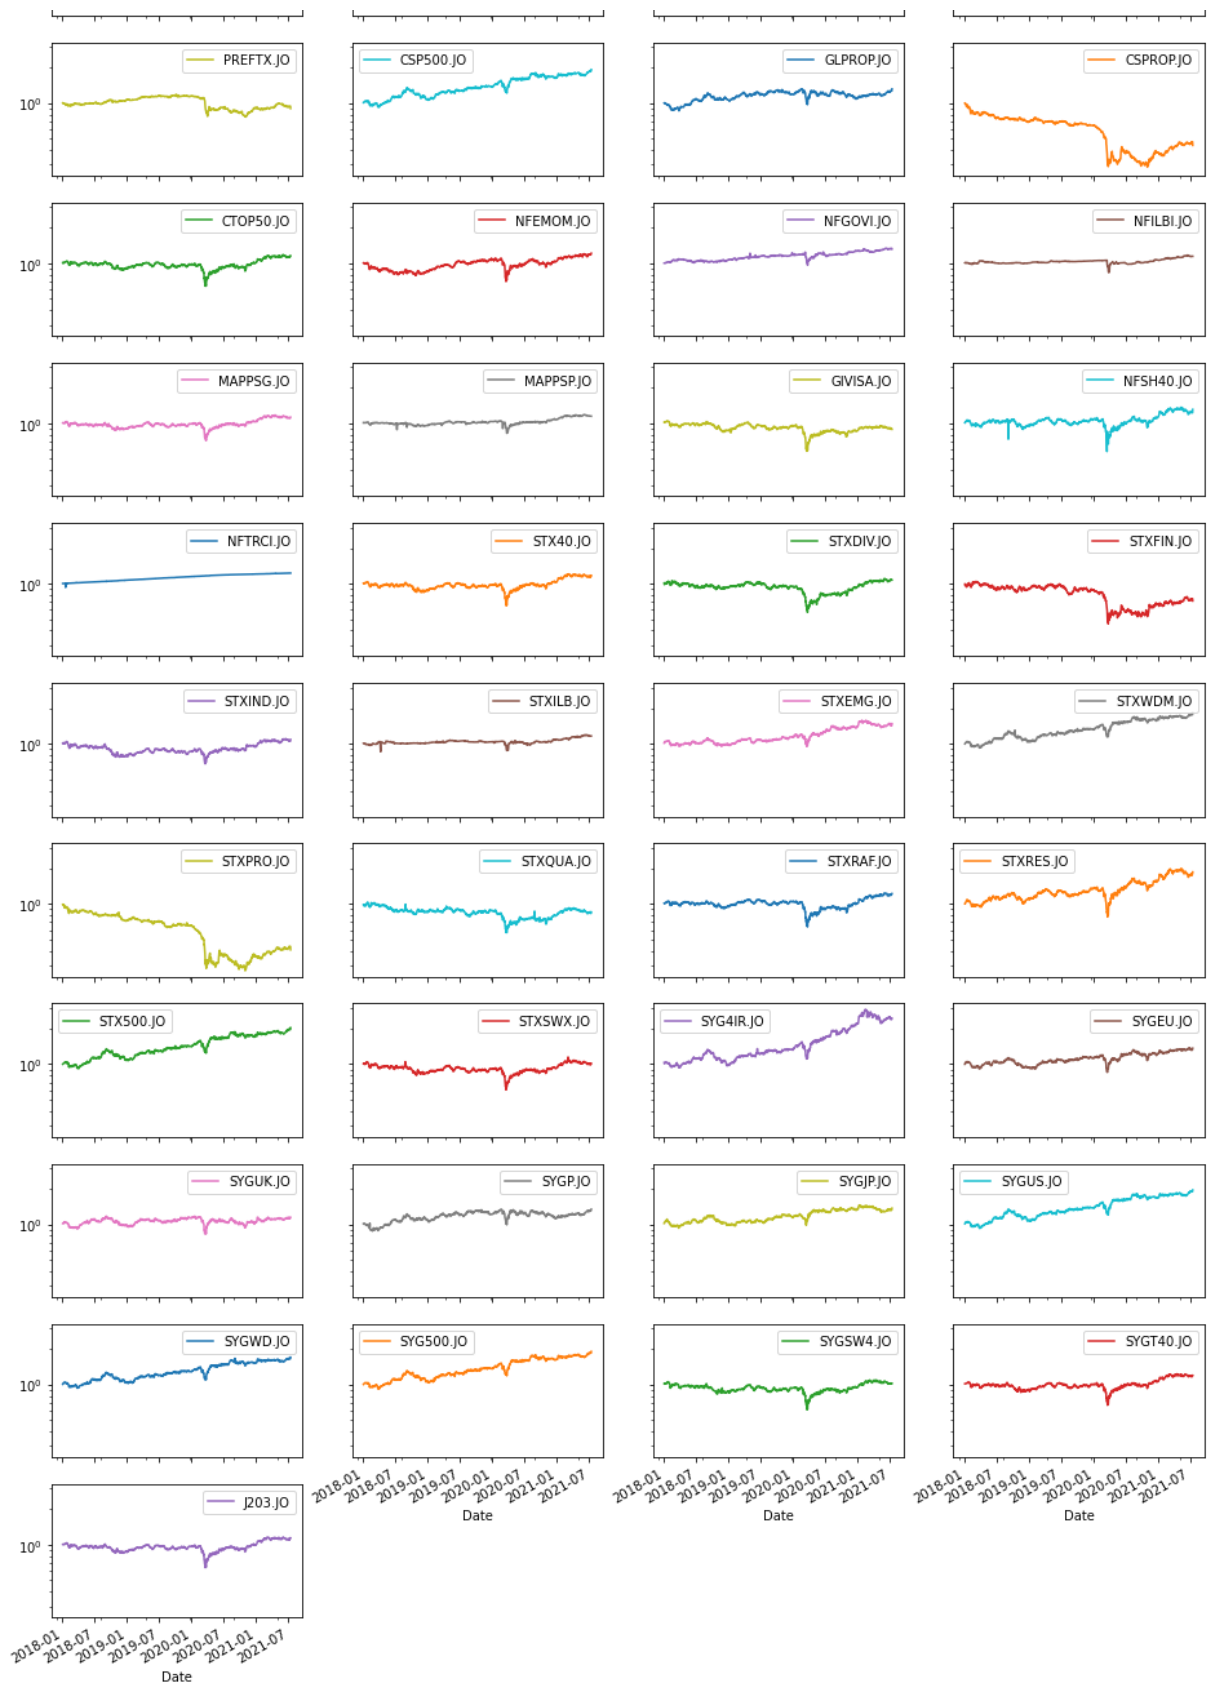 PREFTX.JO CSP500.JO GLPROP.JO CSPROP.JO
10⁰
CTOP50.JO NFEMOM.JO NFGOVI.JO NFILBI.JO
10⁰
MAPPSG.JO MAPPSP.JO GIVISA.JO NFSH40.JO
10⁰
NFTRCI.JO STX40.JO STXDIV.JO STXFIN.JO
10⁰
STXIND.JO STXILB.JO STXEMG.JO STXWDM.JO
10⁰
STXPRO.JO STXQUA.JO STXRAF.JO STXRES.JO
10⁰
STX500.JO STXSWX.JO SYG4IR.JO SYGEU.JO
10⁰
SYGUK.JO SYGP.JO SYGJP.JO SYGUS.JO
10⁰
SYGWD.JO SYG500.JO SYGSW4.JO SYGT40.JO
10⁰
2018-01 2018-07 2019-01 2019-07 2020-01 2020-07 2021-01 2021-07 2018-01 2018-07 2019-01 2019-07 2020-01 2020-07 2021-01 2021-07 2018-01 2018-07 2019-01 2019-07 2020-01 2020-07 2021-01 2021-07
Date Date Date
J203.JO
10⁰
2018-01 2018-07 2019-01 2019-07 2020-01 2020-07 2021-01 2021-07
Date